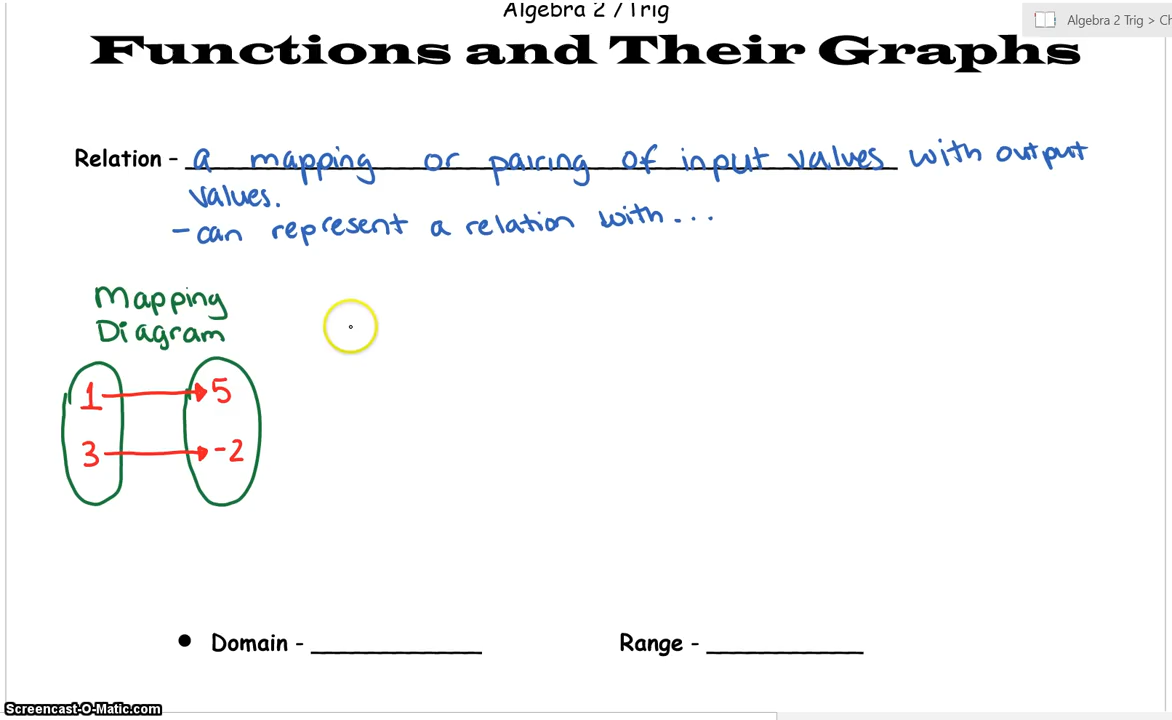 Algebra 2 / Trig
Algebra 2 Trig > Ch
Functions and Their Graphs
Relation - a mapping or pairing of input values with output
values.
- can represent a relation with...
Mapping
Diagram
1 5
3 -2
Domain - Range -
Screencast-O-Matic.com